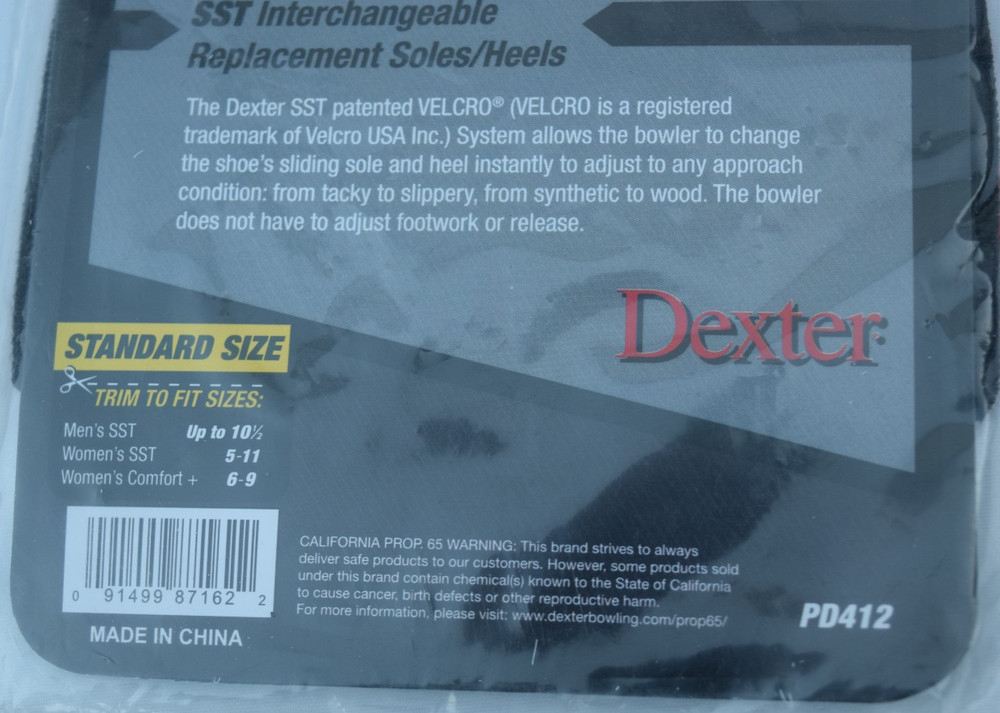 SST Interchangeable
Replacement Soles/Heels
The Dexter SST patented VELCRO® (VELCRO is a registered
trademark of Velcro USA Inc.) System allows the bowler to change
the shoe's sliding sole and heel instantly to adjust to any approach
condition: from tacky to slippery, from synthetic to wood. The bowler
does not have to adjust footwork or release.
Dexter
STANDARD SIZE
TRIM TO FIT SIZES:
Men's SST Up to 10½
Women's SST 5-11
Women's Comfort + 6-9
0 91499 87162 2
MADE IN CHINA
CALIFORNIA PROP. 65 WARNING: This brand strives to always
deliver safe products to our customers. However, some products sold
under this brand contain chemical(s) known to the State of California
to cause cancer, birth defects or other reproductive harm.
For more information, please visit: www.dexterbowling.com/prop65/
PD412